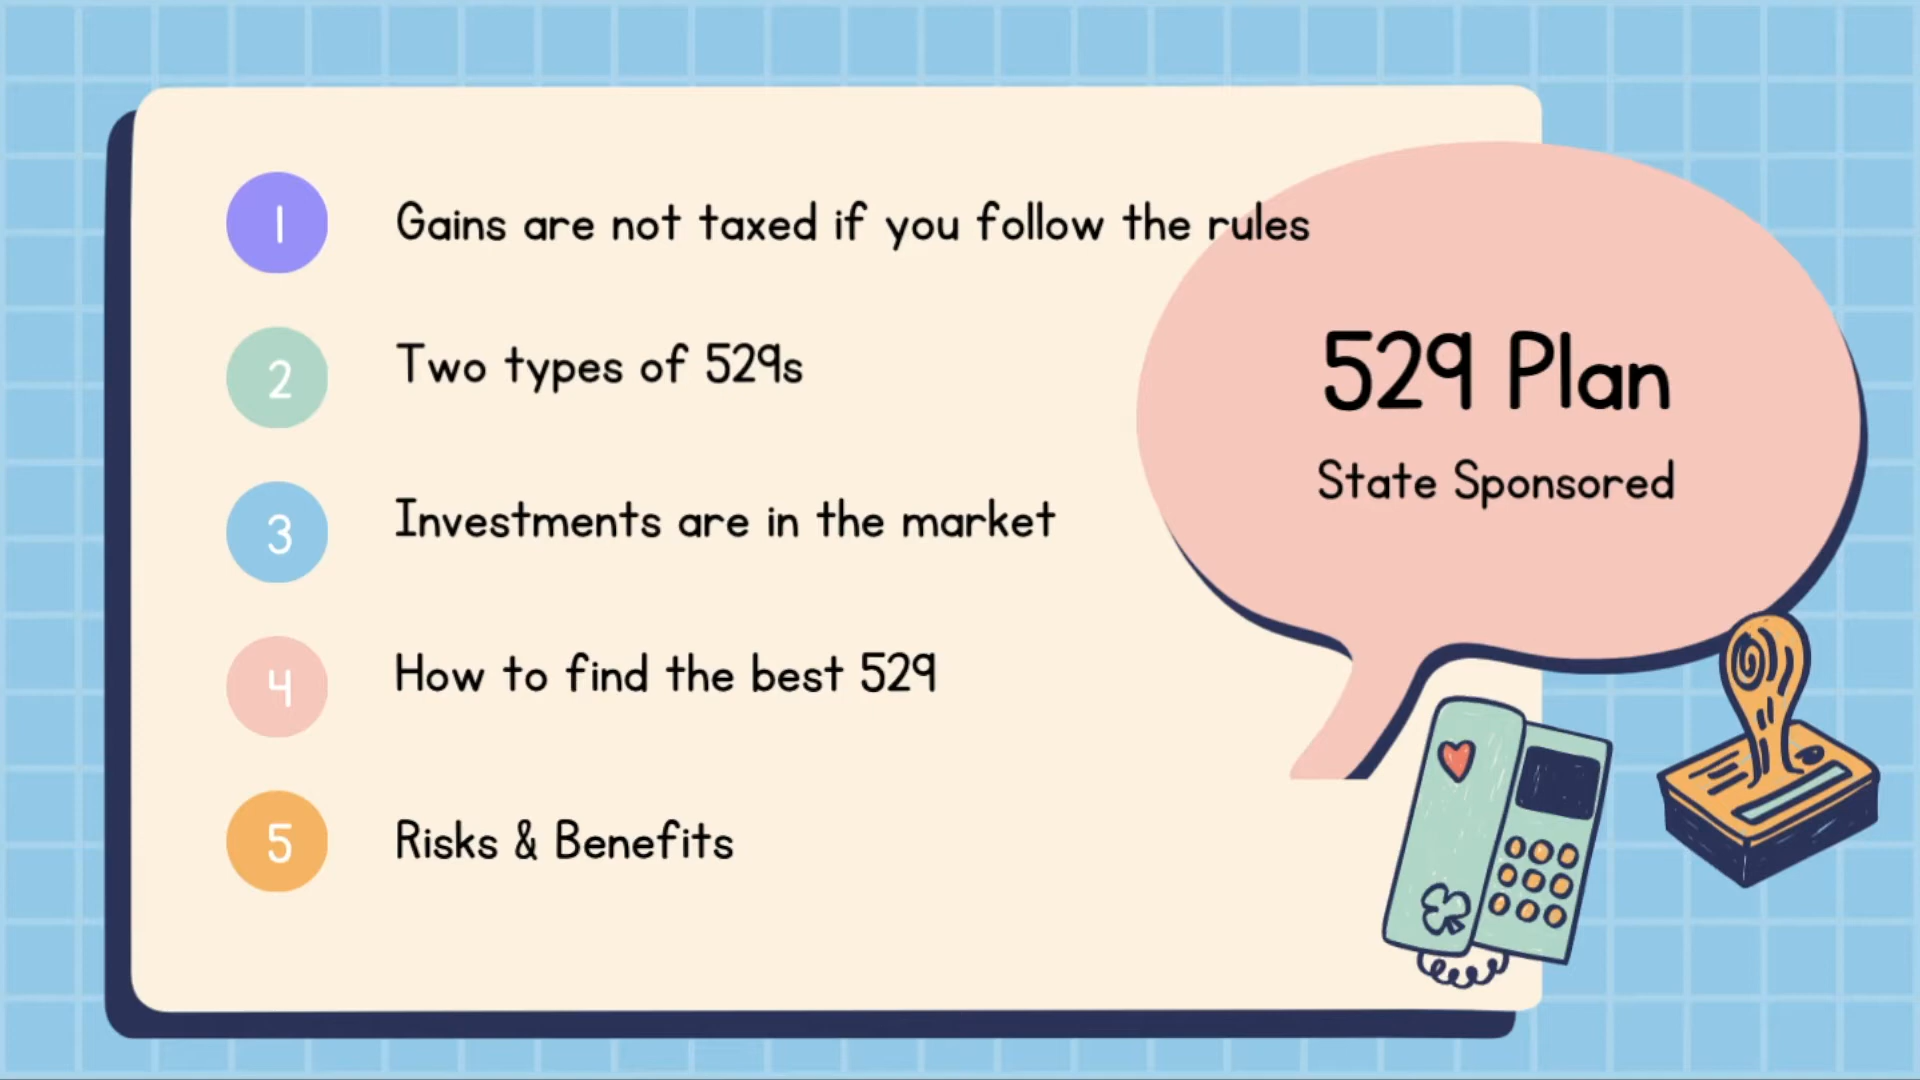 1 Gains are not taxed if you follow the rules
2 Two types of 529s
3 Investments are in the market
4 How to find the best 529
5 Risks & Benefits
529 Plan
State Sponsored